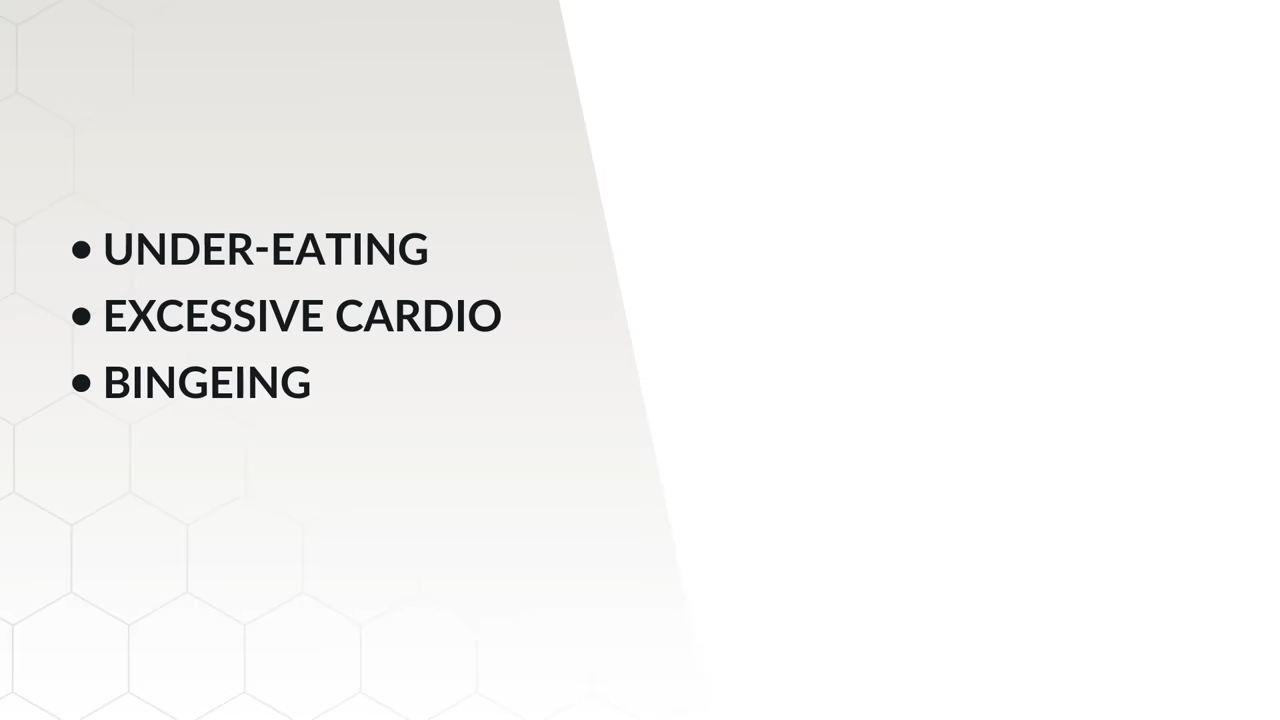 • UNDER-EATING
• EXCESSIVE CARDIO
• BINGEING